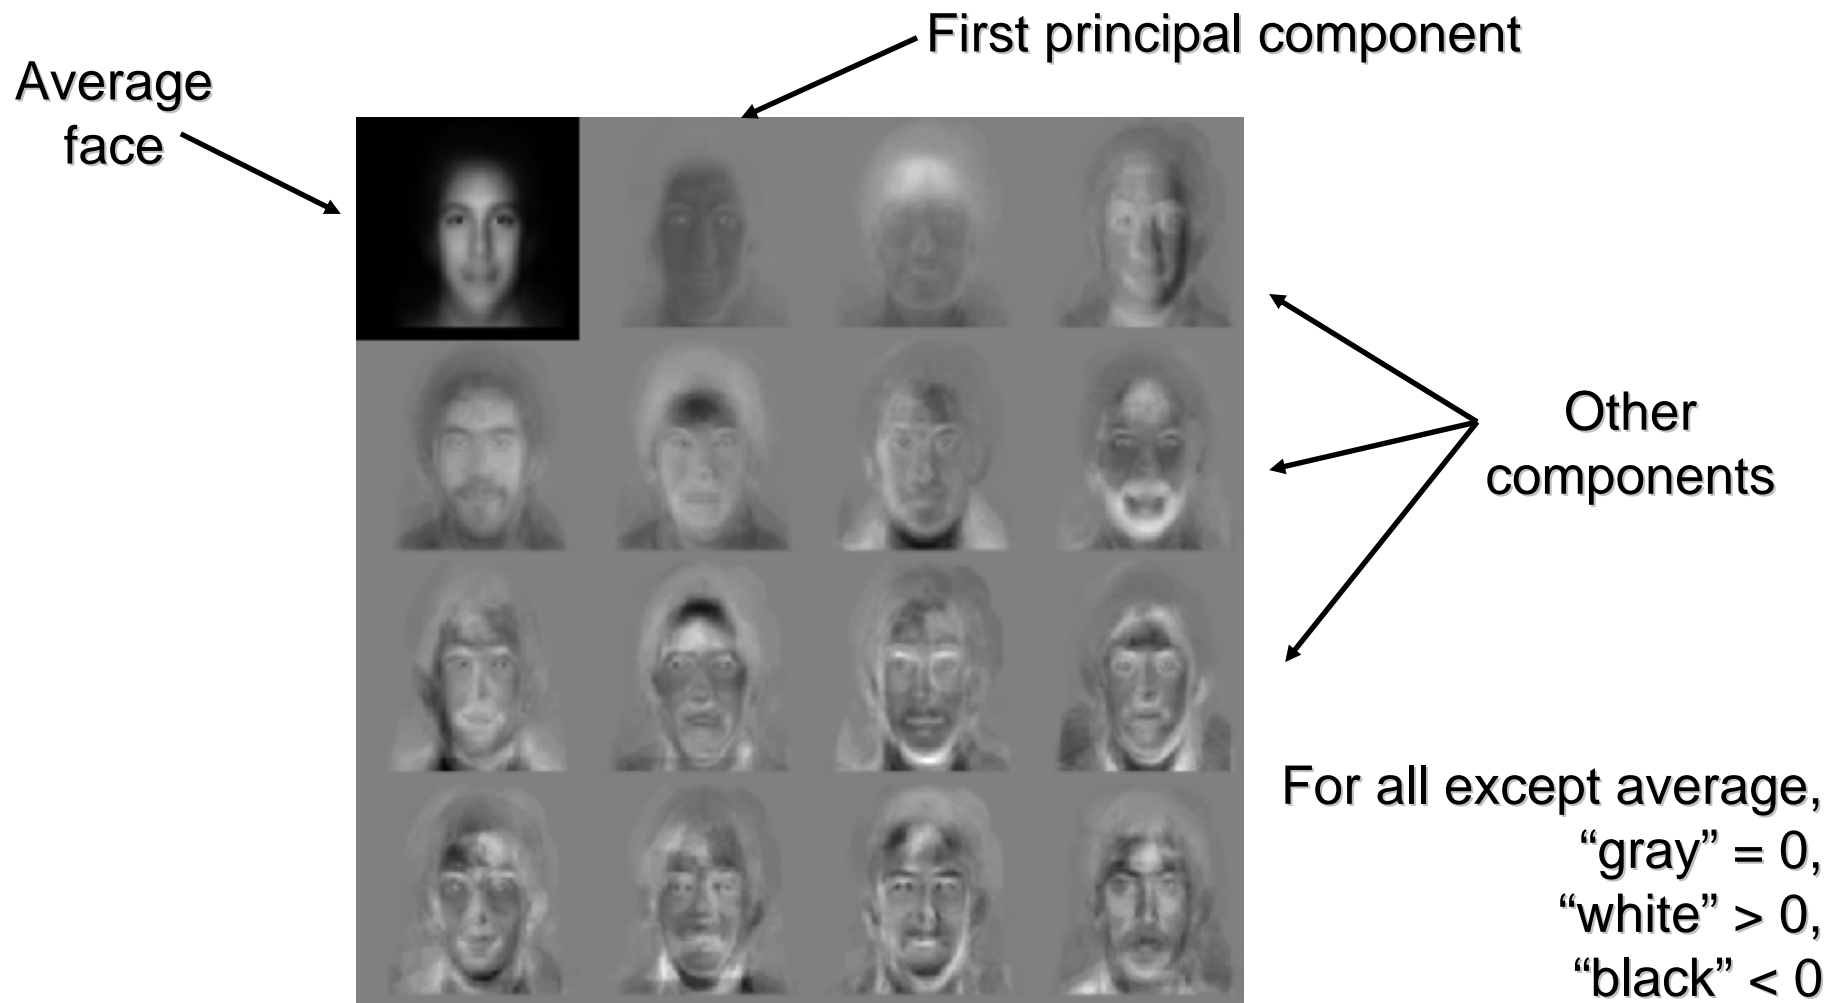 First principal component
Average
face
Other
components
For all except average,
“gray” = 0,
“white” > 0,
“black” < 0